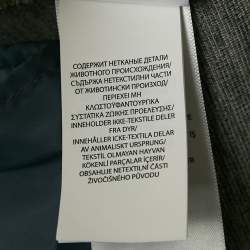 СОДЕРЖИТ НЕТКАНЫЕ ДЕТАЛИ
ЖИВОТНОГО ПРОИСХОЖДЕНИЯ/
СЪДЪРЖА НЕТЕКСТИЛНИ ЧАСТИ
ОТ ЖИВОТИНСКИ ПРОИЗХОД/
ΠΕΡΙΕΧΕΙ ΜΗ
ΚΛΩΣΤΟΫΦΑΝΤΟΥΡΓΙΚΑ
ΣΥΣΤΑΤΙΚΑ ΖΩΙΚΗΣ ΠΡΟΕΛΕΥΣΗΣ/
INNEHOLDER IKKE-TEKSTILE DELER
FRA DYR/
INNEHÅLLER ICKE-TEXTILA DELAR
AV ANIMALISKT URSPRUNG/
TEKSTİL OLMAYAN HAYVAN
KÖKENLİ PARÇALAR İÇERİR/
OBSAHUJE NETEXTILNÍ ČÁSTI
ŽIVOČIŠNÉHO PŮVODU